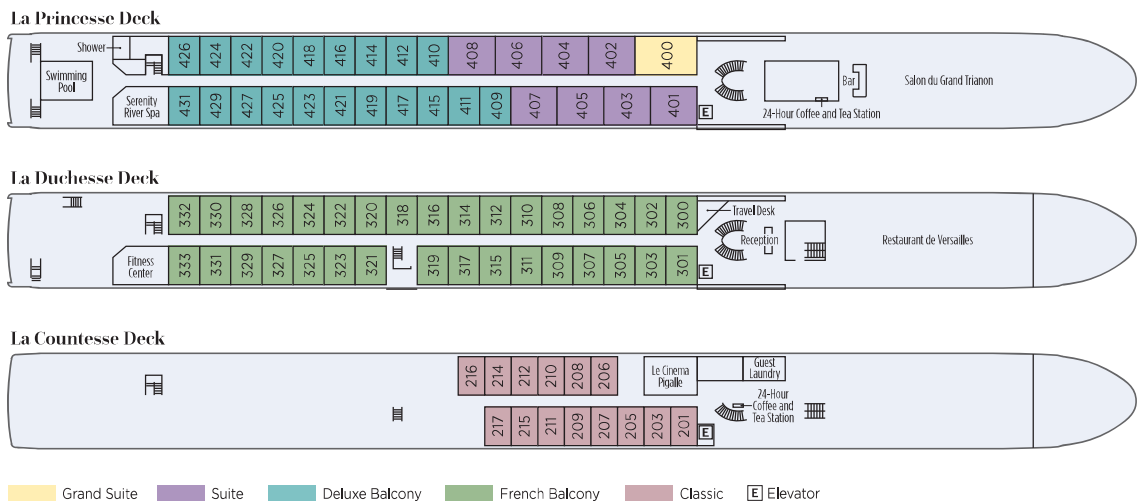 La Princesse Deck
Shower
426 424 422 420 418 416 414 412 410 408 406 404 402 400
Swimming
Pool
Bar
Salon du Grand Trianon
Serenity
River Spa
431 429 427 425 423 421 419 417 415 411 409 407 405 403 401
E
24-Hour Coffee and Tea Station
La Duchesse Deck
332 330 328 326 324 322 320 318 316 314 312 310 308 306 304 302 300
Travel Desk
Reception
Restaurant de Versailles
Fitness
Center
333 331 329 327 325 323 321 319 317 315 311 309 307 305 303 301
E
La Countesse Deck
216 214 212 210 208 206
Le Cinema
Pigalle
Guest
Laundry
24-Hour
Coffee and
Tea Station
217 215 211 209 207 205 203 201
E
Grand Suite Suite Deluxe Balcony French Balcony Classic E Elevator